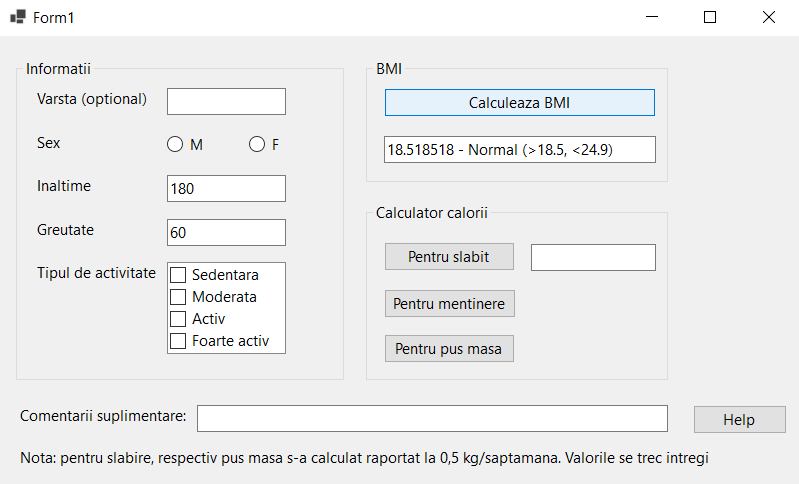 Form1
Informatii
Varsta (optional)
Sex
M
F
Inaltime
180
Greutate
60
Tipul de activitate
Sedentara
Moderata
Activ
Foarte activ
BMI
Calculeaza BMI
18.518518 - Normal (>18.5, <24.9)
Calculator calorii
Pentru slabit
Pentru mentinere
Pentru pus masa
Comentarii suplimentare:
Help
Nota: pentru slabire, respectiv pus masa s-a calculat raportat la 0,5 kg/saptamana. Valorile se trec intregi